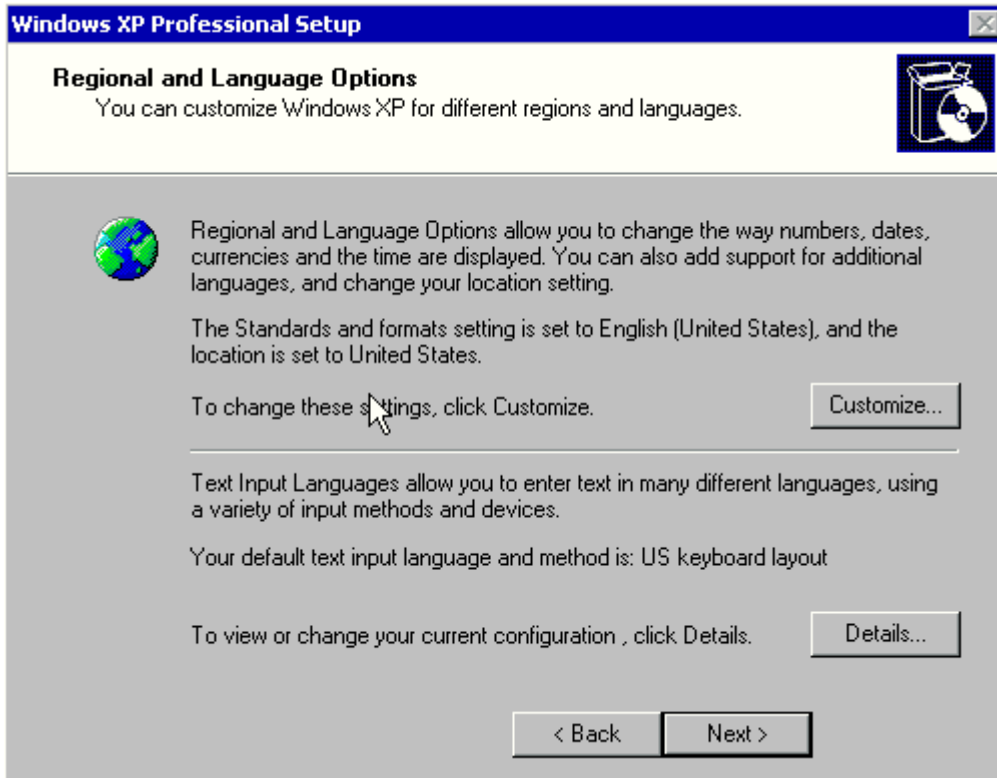 Windows XP Professional Setup
Regional and Language Options
You can customize Windows XP for different regions and languages.
Regional and Language Options allow you to change the way numbers, dates,
currencies and the time are displayed. You can also add support for additional
languages, and change your location setting.
The Standards and formats setting is set to English (United States), and the
location is set to United States.
To change these settings, click Customize.
Customize...
Text Input Languages allow you to enter text in many different languages, using
a variety of input methods and devices.
Your default text input language and method is: US keyboard layout
To view or change your current configuration , click Details.
Details...
< Back
Next >